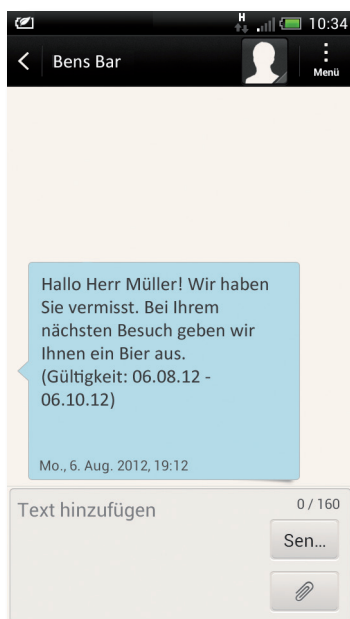 H 10:34
Bens Bar
Menü
Hallo Herr Müller! Wir haben
Sie vermisst. Bei Ihrem
nächsten Besuch geben wir
Ihnen ein Bier aus.
(Gültigkeit: 06.08.12 -
06.10.12)
Mo., 6. Aug. 2012, 19:12
Text hinzufügen
0 / 160
Sen...